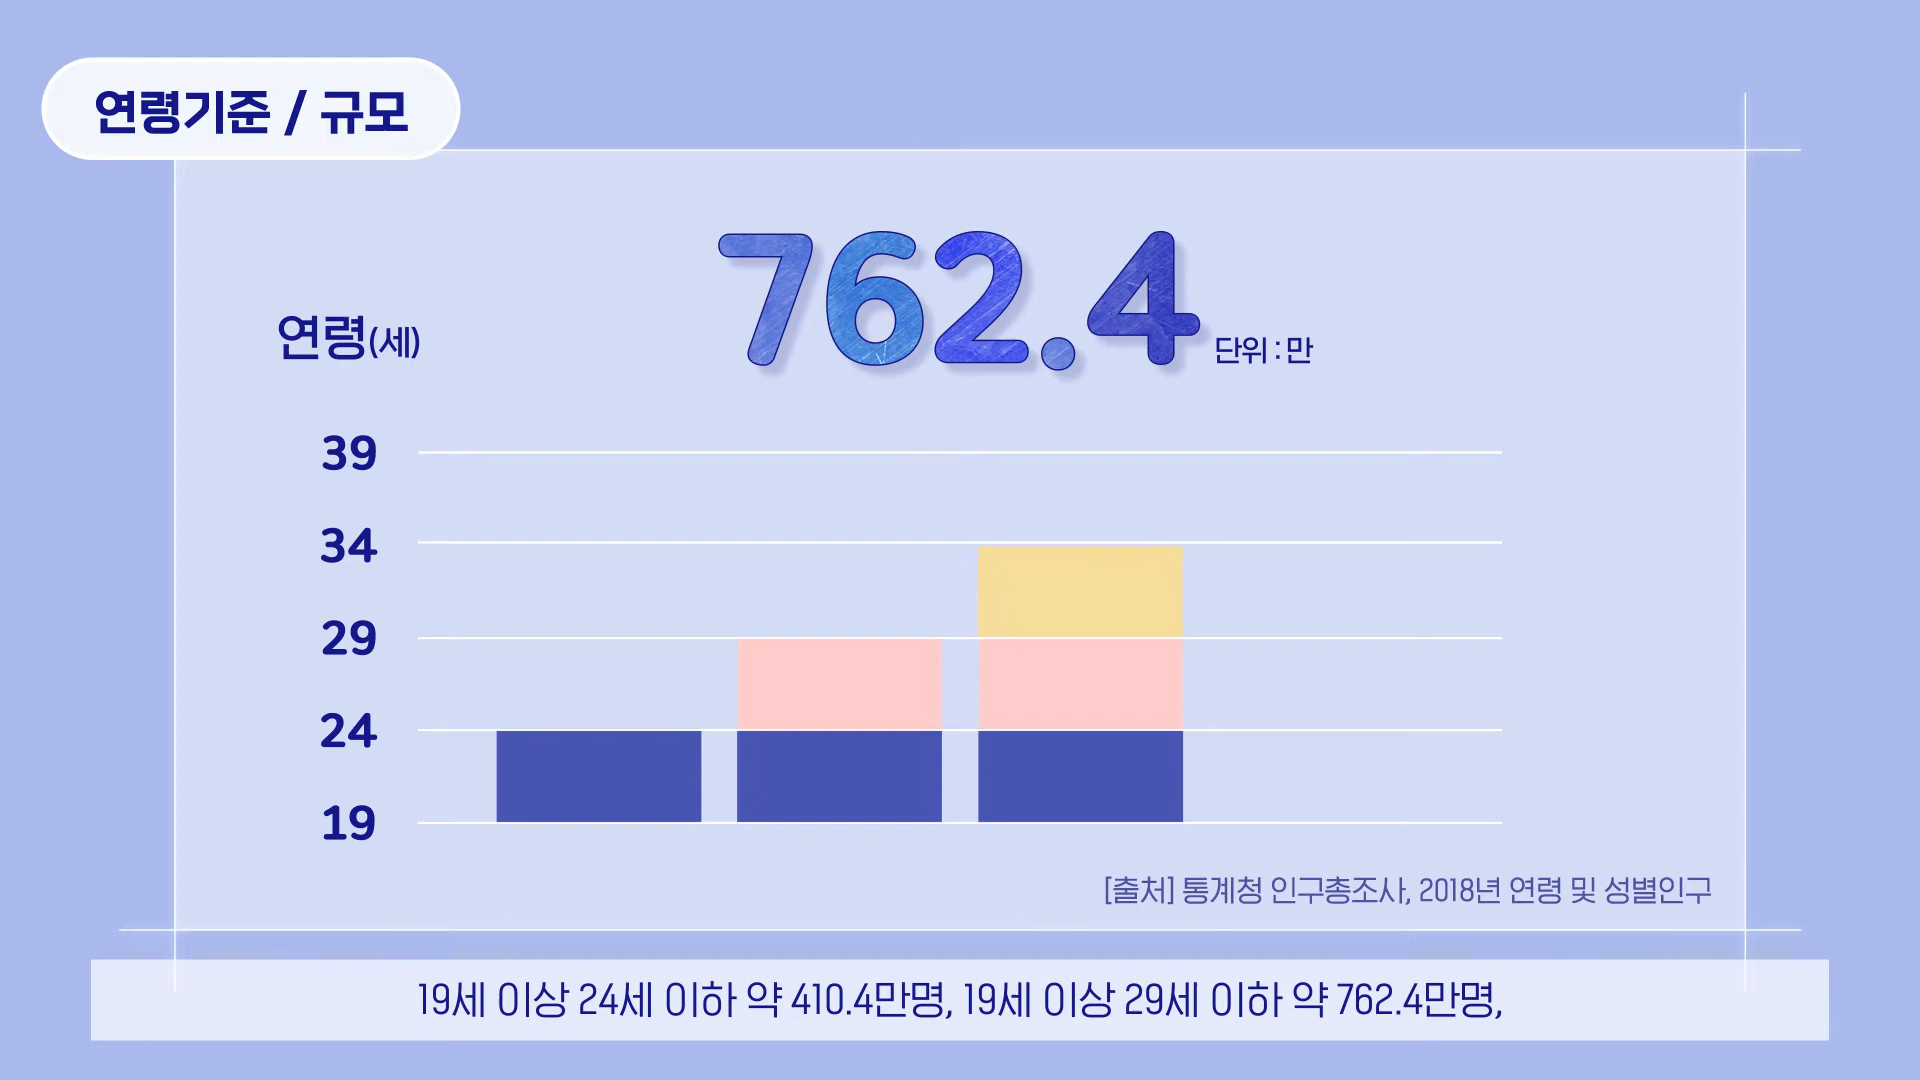 연령기준 / 규모
762.4
단위 : 만
연령(세)
39
34
29
24
19
[출처] 통계청 인구총조사, 2018년 연령 및 성별인구
19세 이상 24세 이하 약 410.4만명, 19세 이상 29세 이하 약 762.4만명,